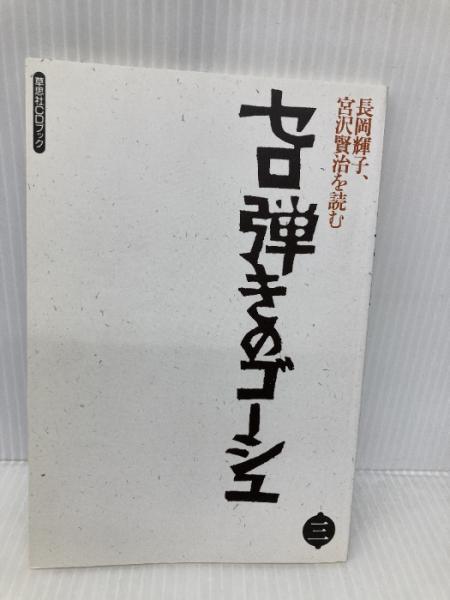 長岡輝子、
宮沢賢治を読む
セロ弾きのゴーシュ
草思社CDブック
三